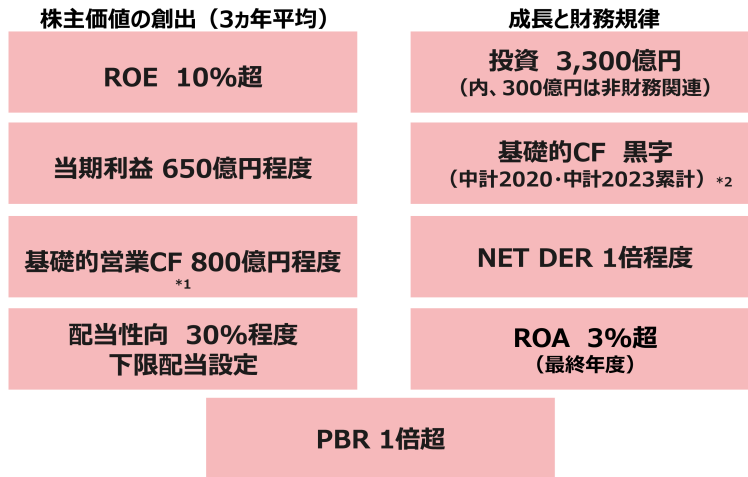 株主価値の創出（3ヵ年平均）
ROE 10%超
当期利益 650億円程度
基礎的営業CF 800億円程度
*1
配当性向 30%程度
下限配当設定
成長と財務規律
投資 3,300億円
（内、300億円は非財務関連）
基礎的CF 黒字
（中計2020・中計2023累計） *2
NET DER 1倍程度
ROA 3%超
（最終年度）
PBR 1倍超